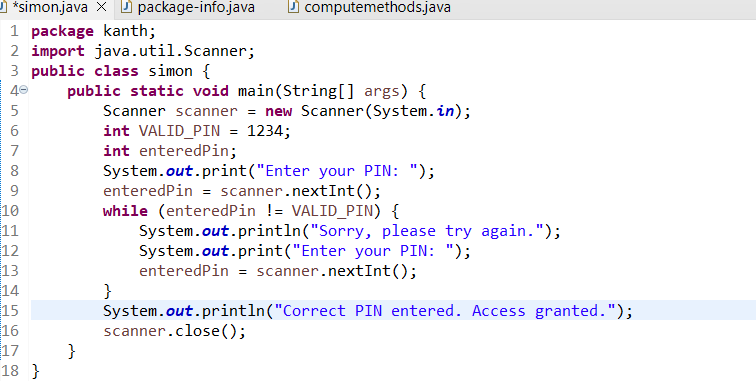 *simon.java package-info.java computemethods.java
1 package kanth;
2 import java.util.Scanner;
3 public class simon {
4 public static void main(String[] args) {
5 Scanner scanner = new Scanner(System.in);
6 int VALID_PIN = 1234;
7 int enteredPin;
8 System.out.print("Enter your PIN: ");
9 enteredPin = scanner.nextInt();
10 while (enteredPin != VALID_PIN) {
11 System.out.println("Sorry, please try again.");
12 System.out.print("Enter your PIN: ");
13 enteredPin = scanner.nextInt();
14 }
15 System.out.println("Correct PIN entered. Access granted.");
16 scanner.close();
17 }
18 }